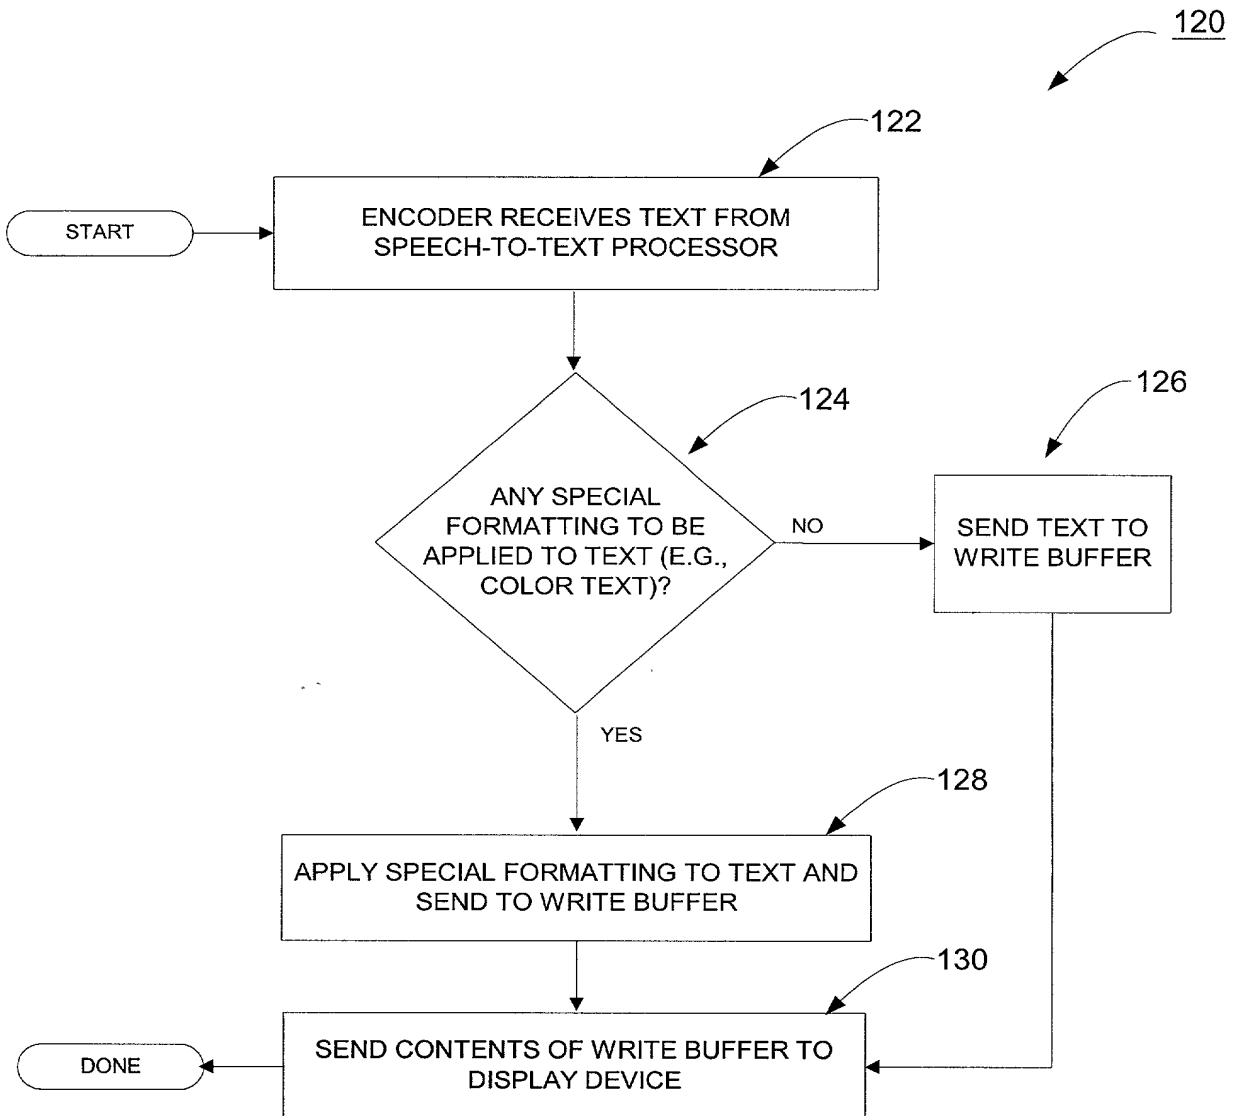 120
122
START
ENCODER RECEIVES TEXT FROM
SPEECH-TO-TEXT PROCESSOR
124
126
ANY SPECIAL
FORMATTING TO BE
APPLIED TO TEXT (E.G.,
COLOR TEXT)?
NO
SEND TEXT TO
WRITE BUFFER
YES
128
APPLY SPECIAL FORMATTING TO TEXT AND
SEND TO WRITE BUFFER
130
DONE
SEND CONTENTS OF WRITE BUFFER TO
DISPLAY DEVICE